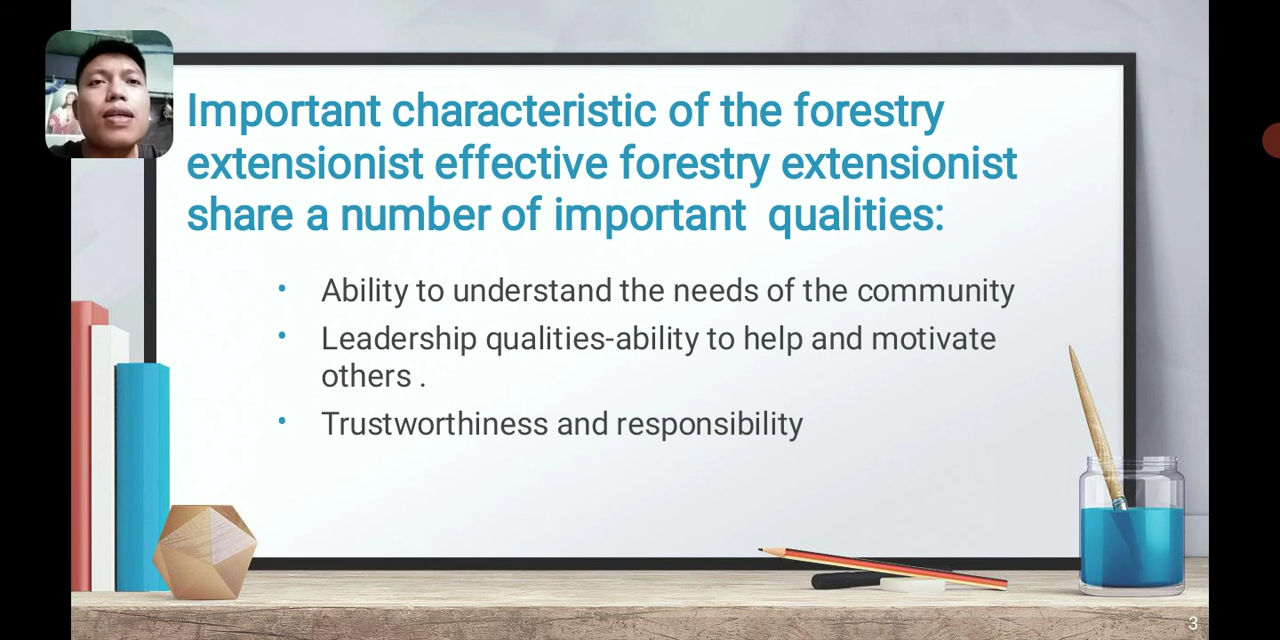 Important characteristic of the forestry
extensionist effective forestry extensionist
share a number of important  qualities:
• Ability to understand the needs of the community
• Leadership qualities-ability to help and motivate
others .
• Trustworthiness and responsibility
3